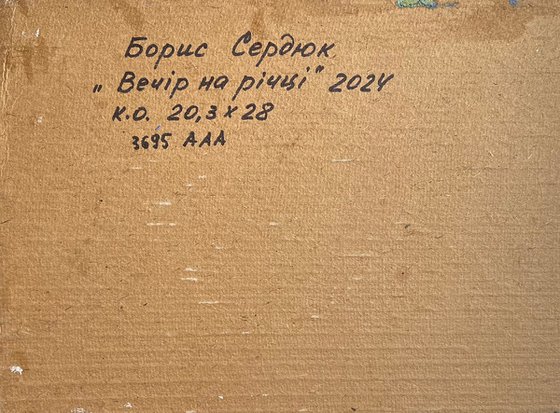 Борис Сердюк
„Вечір на річці" 2024
К.О. 20,3 х 28
3695 ААА